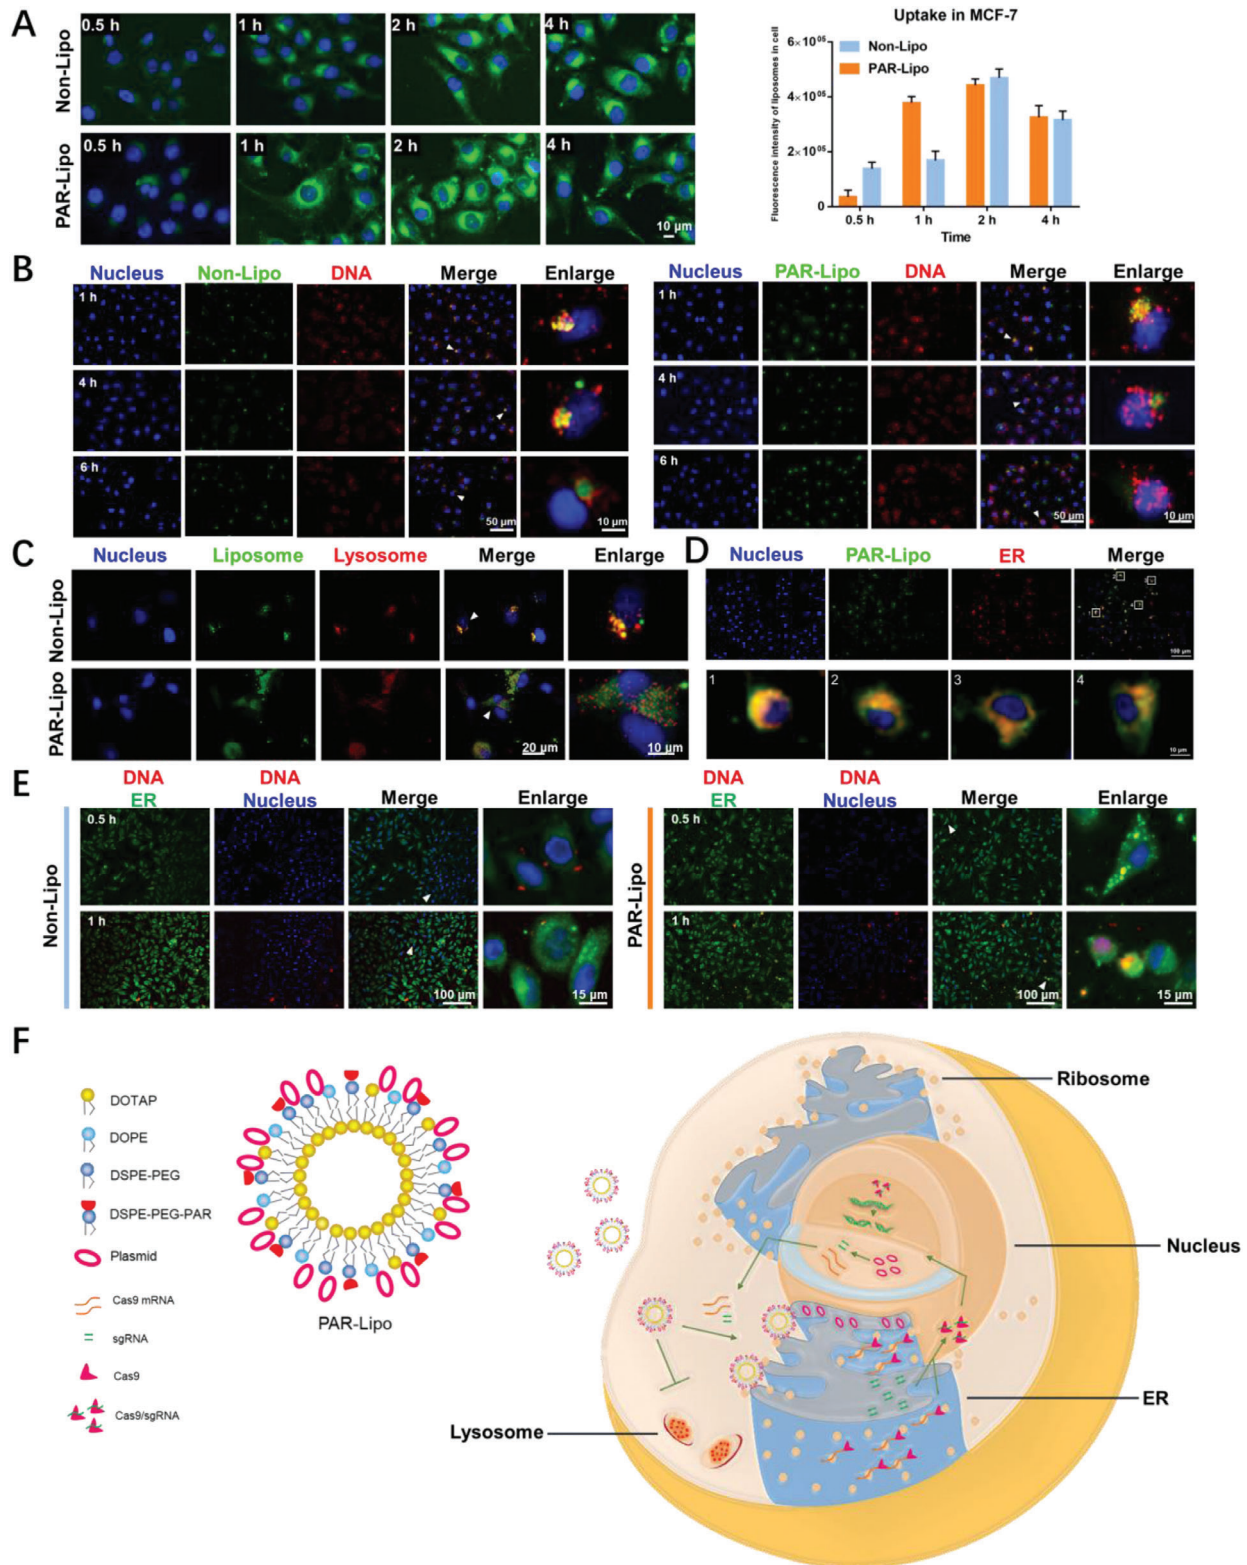 A
Non-Lipo
0.5 h
1 h
2 h
4 h
PAR-Lipo
0.5 h
1 h
2 h
4 h
10 µm
Uptake in MCF-7
Fluorescence intensity of liposomes in cell
6×10⁰⁵
4×10⁰⁵
2×10⁰⁵
0
Non-Lipo
PAR-Lipo
0.5 h
1 h
2 h
4 h
Time
B
Nucleus
Non-Lipo
DNA
Merge
Enlarge
1 h
4 h
6 h
50 µm
10 µm
Nucleus
PAR-Lipo
DNA
Merge
Enlarge
1 h
4 h
6 h
50 µm
10 µm
C
Nucleus
Liposome
Lysosome
Merge
Enlarge
Non-Lipo
PAR-Lipo
20 µm
10 µm
D
Nucleus
PAR-Lipo
ER
Merge
100 µm
1
2
3
4
10 µm
E
DNA
ER
DNA
Nucleus
Merge
Enlarge
Non-Lipo
0.5 h
1 h
100 µm
15 µm
DNA
ER
DNA
Nucleus
Merge
Enlarge
PAR-Lipo
0.5 h
1 h
100 µm
15 µm
F
DOTAP
DOPE
DSPE-PEG
DSPE-PEG-PAR
Plasmid
Cas9 mRNA
sgRNA
Cas9
Cas9/sgRNA
PAR-Lipo
Ribosome
Nucleus
ER
Lysosome